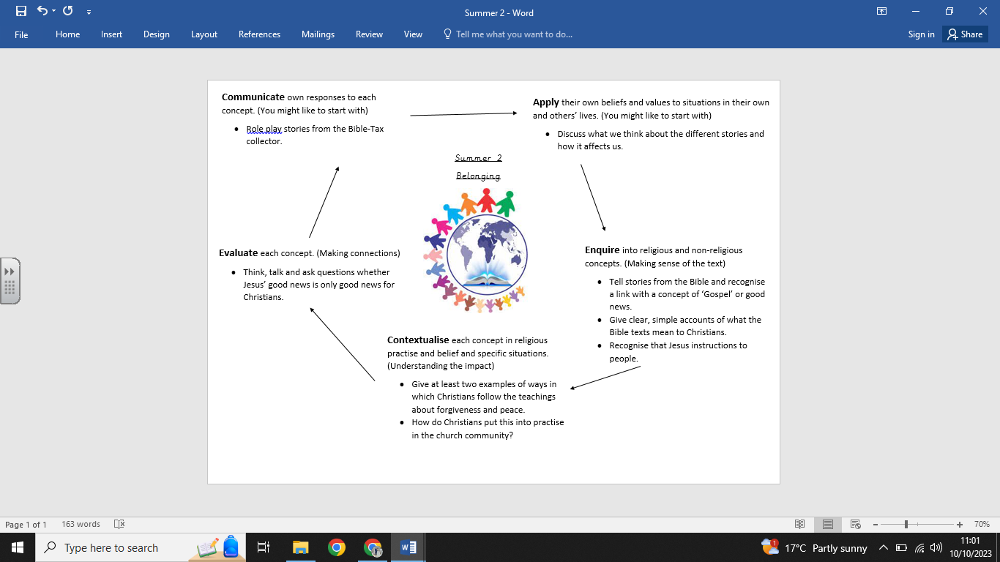 Summer 2 - Word
File
Home
Insert
Design
Layout
References
Mailings
Review
View
Tell me what you want to do...
Sign in
Share
Communicate own responses to each
concept. (You might like to start with)
• Role play stories from the Bible-Tax
collector.
Apply their own beliefs and values to situations in their own
and others’ lives. (You might like to start with)
• Discuss what we think about the different stories and
how it affects us.
Summer 2
Belonging
Enquire into religious and non-religious
concepts. (Making sense of the text)
• Tell stories from the Bible and recognise
a link with a concept of ‘Gospel’ or good
news.
• Give clear, simple accounts of what the
Bible texts mean to Christians.
• Recognise that Jesus instructions to
people.
Contextualise each concept in religious
practise and belief and specific situations.
(Understanding the impact)
• Give at least two examples of ways in
which Christians follow the teachings
about forgiveness and peace.
• How do Christians put this into practise
in the church community?
Evaluate each concept. (Making connections)
• Think, talk and ask questions whether
Jesus’ good news is only good news for
Christians.
Page 1 of 1
163 words
70%
Type here to search
1
17°C Partly sunny
11:01
10/10/2023